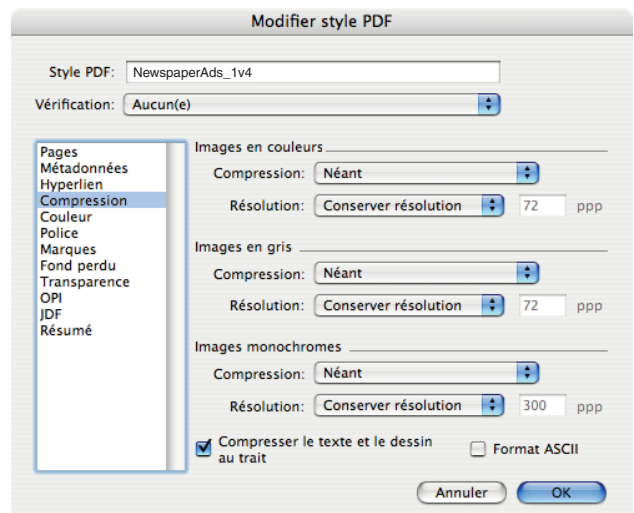 Modifier style PDF
Style PDF: NewspaperAds_1v4
Vérification: Aucun(e)
Pages
Métadonnées
Hyperlien
Compression
Couleur
Police
Marques
Fond perdu
Transparence
OPI
JDF
Résumé
Images en couleurs
Compression: Néant
Résolution: Conserver résolution 72 ppp
Images en gris
Compression: Néant
Résolution: Conserver résolution 72 ppp
Images monochromes
Compression: Néant
Résolution: Conserver résolution 300 ppp
Compresser le texte et le dessin
au trait
Format ASCII
Annuler OK